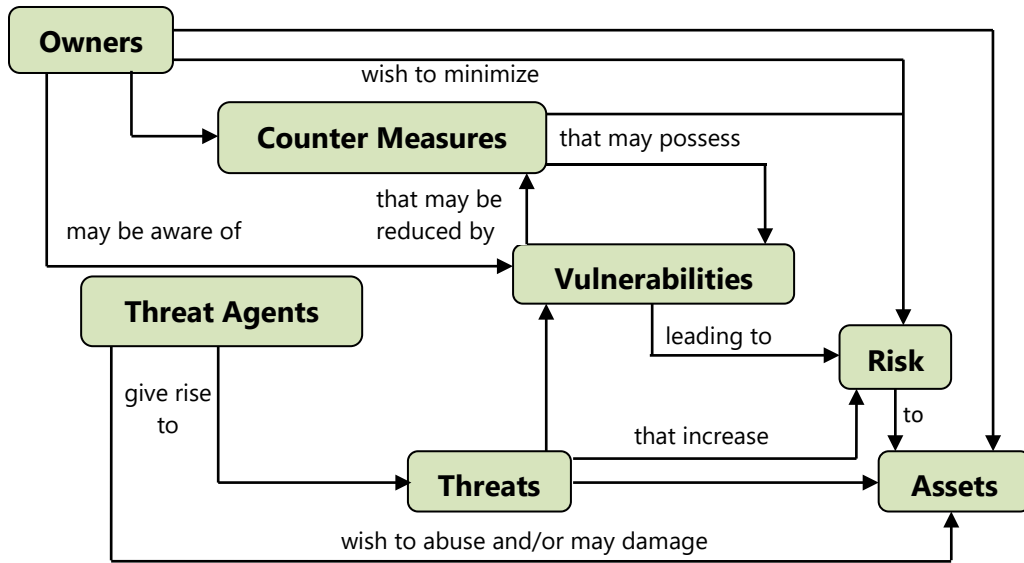 Owners
wish to minimize
Counter Measures
that may possess
that may be
reduced by
may be aware of
Vulnerabilities
Threat Agents
leading to
Risk
give rise
to
to
that increase
Threats
Assets
wish to abuse and/or may damage